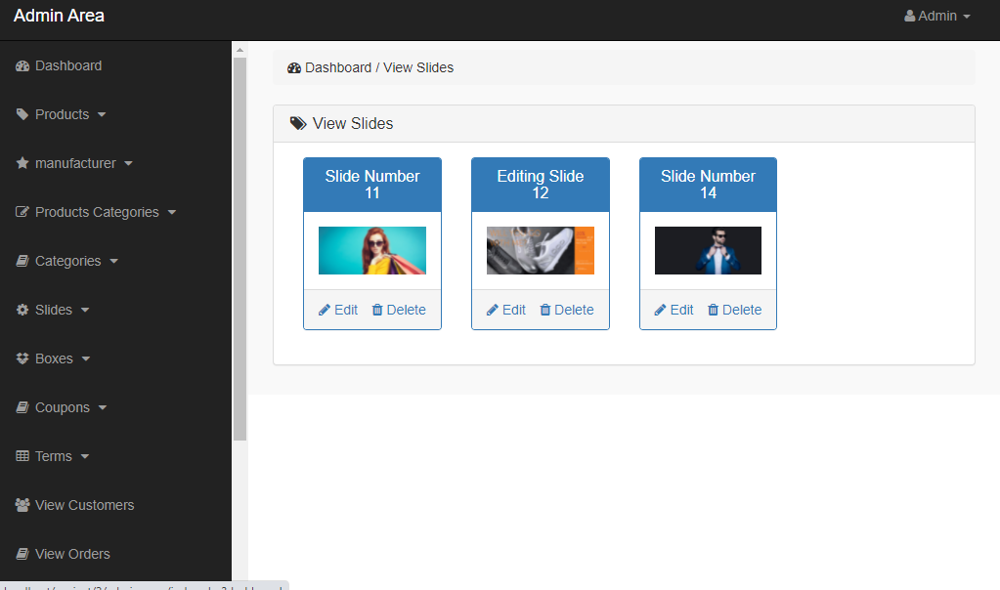 Admin Area
Admin
Dashboard
Products
manufacturer
Products Categories
Categories
Slides
Boxes
Coupons
Terms
View Customers
View Orders
Dashboard / View Slides
View Slides
Slide Number
11
Edit Delete
Editing Slide
12
Edit Delete
Slide Number
14
Edit Delete